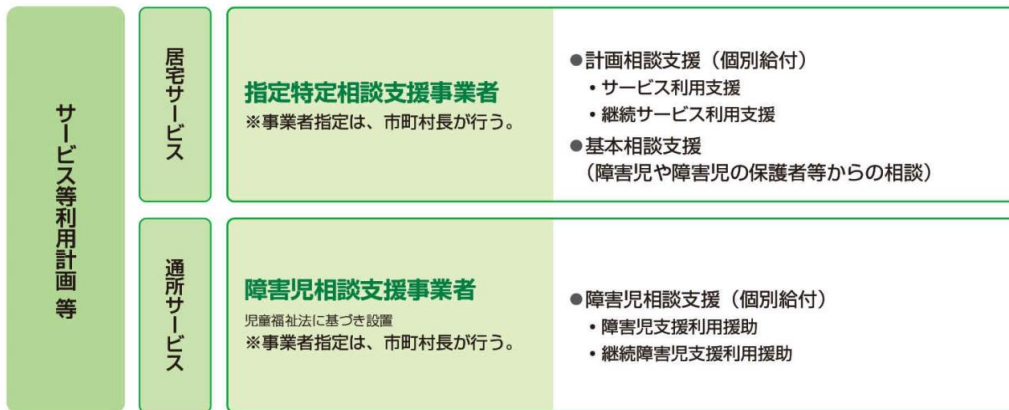 サービス等利用計画 等
居宅サービス
指定特定相談支援事業者
※事業者指定は、市町村長が行う。
●計画相談支援（個別給付）
・サービス利用支援
・継続サービス利用支援
●基本相談支援
（障害児や障害児の保護者等からの相談）
通所サービス
障害児相談支援事業者
児童福祉法に基づき設置
※事業者指定は、市町村長が行う。
●障害児相談支援（個別給付）
・障害児支援利用援助
・継続障害児支援利用援助